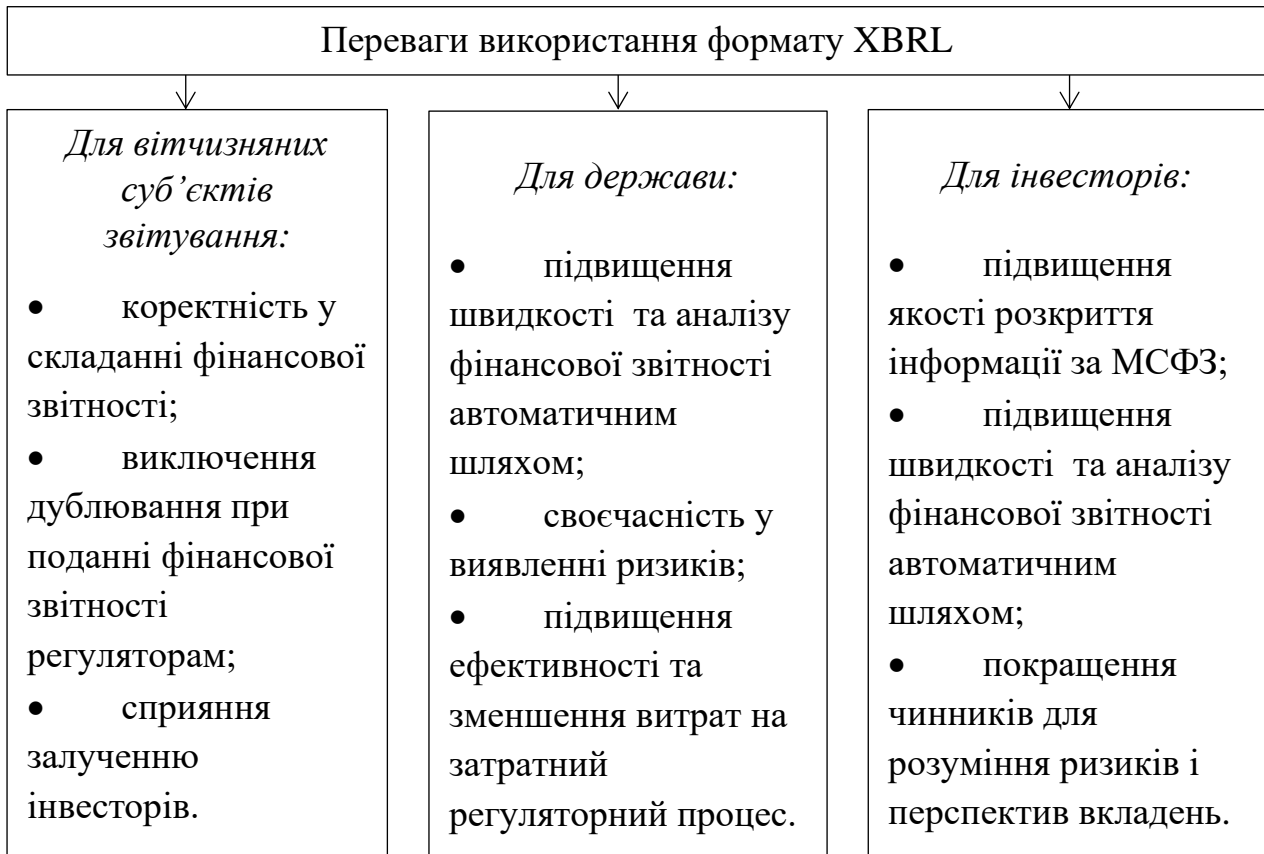 Переваги використання формату XBRL
Для вітчизняних
суб’єктів
звітування:
• коректність у
складанні фінансової
звітності;
• виключення
дублювання при
поданні фінансової
звітності
регуляторам;
• сприяння
залученню
інвесторів.
Для держави:
• підвищення
швидкості та аналізу
фінансової звітності
автоматичним
шляхом;
• своєчасність у
виявленні ризиків;
• підвищення
ефективності та
зменшення витрат на
затратний
регуляторний процес.
Для інвесторів:
• підвищення
якості розкриття
інформації за МСФЗ;
• підвищення
швидкості та аналізу
фінансової звітності
автоматичним
шляхом;
• покращення
чинників для
розуміння ризиків і
перспектив вкладень.